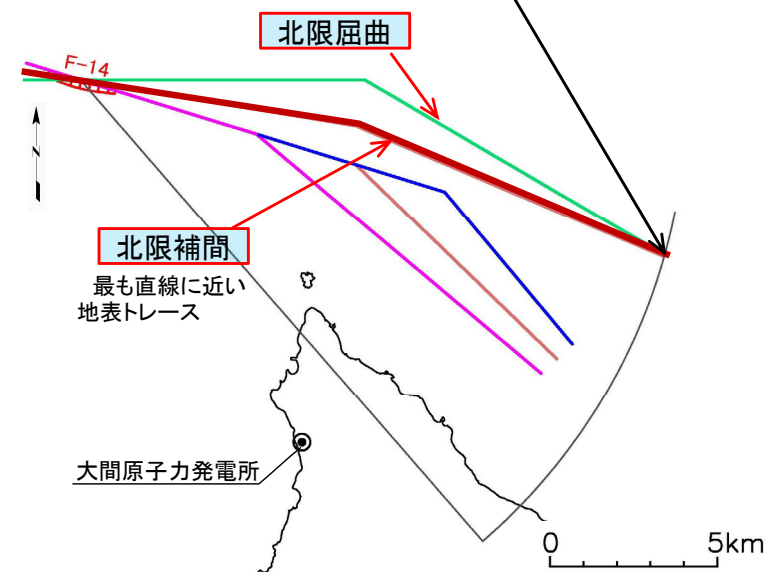 北限屈曲
F-14
N
北限補間
最も直線に近い
地表トレース
大間原子力発電所
0 5km